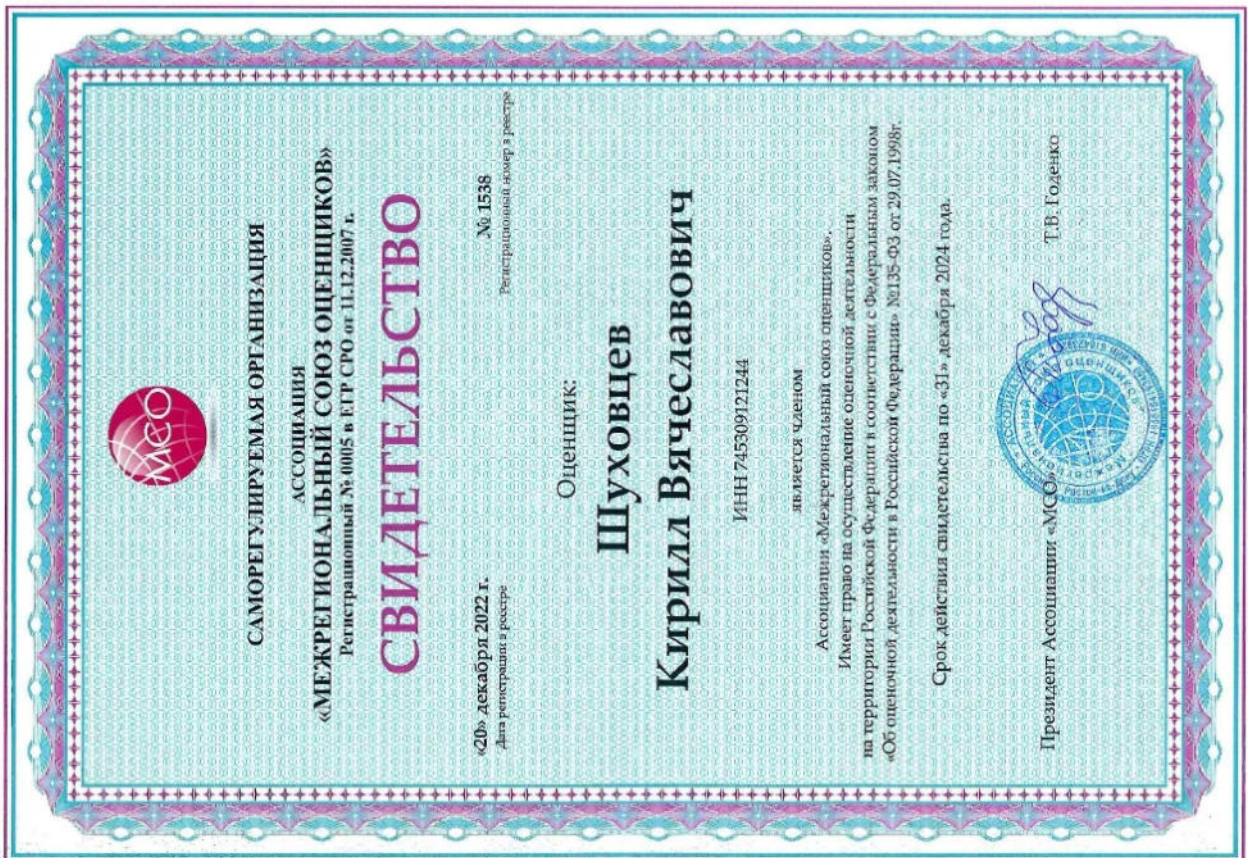 МСО
САМОРЕГУЛИРУЕМАЯ ОРГАНИЗАЦИЯ
АССОЦИАЦИЯ
«МЕЖРЕГИОНАЛЬНЫЙ СОЮЗ ОЦЕНЩИКОВ»
Регистрационный № 0005 в ЕГР СРО от 11.12.2007 г.
СВИДЕТЕЛЬСТВО
«20» декабря 2022 г. № 1538
Дата регистрации в реестре Регистрационный номер в реестре
Оценщик:
Шуховцев
Кирилл Вячеславович
ИНН 745309121244
является членом
Ассоциации «Межрегиональный союз оценщиков».
Имеет право на осуществление оценочной деятельности
на территории Российской Федерации в соответствии с Федеральным законом
«Об оценочной деятельности в Российской Федерации» №135-ФЗ от 29.07.1998г.
Срок действия свидетельства по «31» декабря 2024 года.
Президент Ассоциации «МСО» Т.В. Годенко